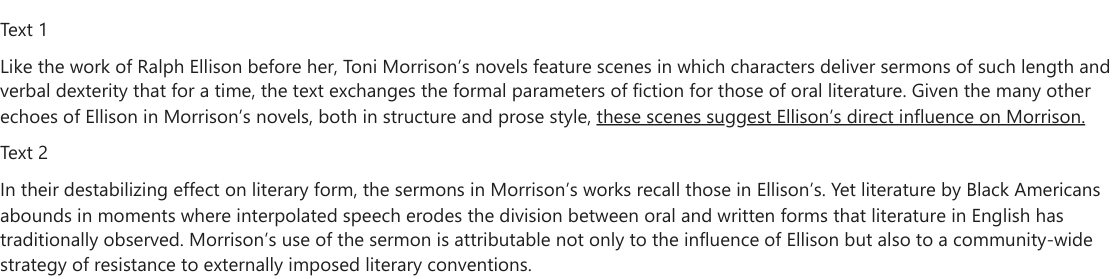 Text 1
Like the work of Ralph Ellison before her, Toni Morrison’s novels feature scenes in which characters deliver sermons of such length and
verbal dexterity that for a time, the text exchanges the formal parameters of fiction for those of oral literature. Given the many other
echoes of Ellison in Morrison’s novels, both in structure and prose style, these scenes suggest Ellison’s direct influence on Morrison.
Text 2
In their destabilizing effect on literary form, the sermons in Morrison’s works recall those in Ellison’s. Yet literature by Black Americans
abounds in moments where interpolated speech erodes the division between oral and written forms that literature in English has
traditionally observed. Morrison’s use of the sermon is attributable not only to the influence of Ellison but also to a community-wide
strategy of resistance to externally imposed literary conventions.